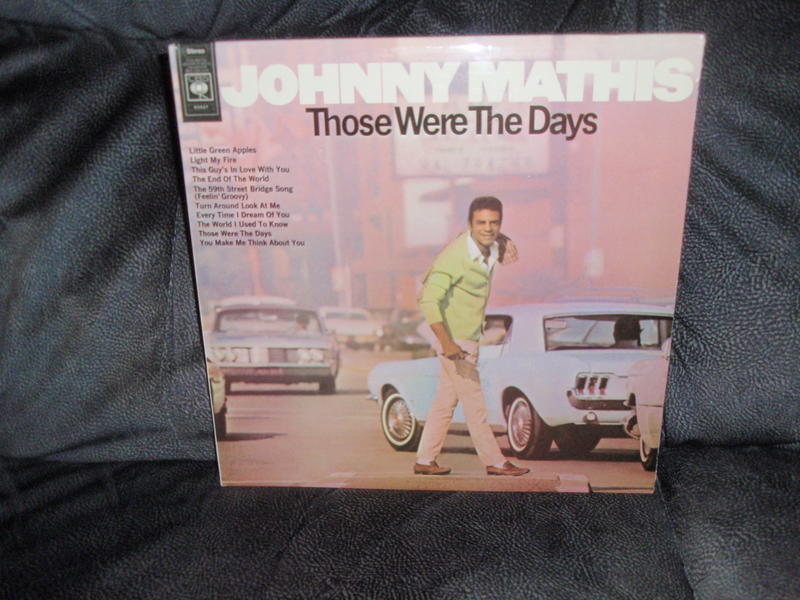 Stereo
CBS
JOHNNY MATHIS
Those Were The Days
Little Green Apples
Light My Fire
This Guy's In Love With You
The End Of The World
The 59th Street Bridge Song
(Feelin' Groovy)
Turn Around Look At Me
Every Time I Dream Of You
The World I Used To Know
Those Were The Days
You Make Me Think About You